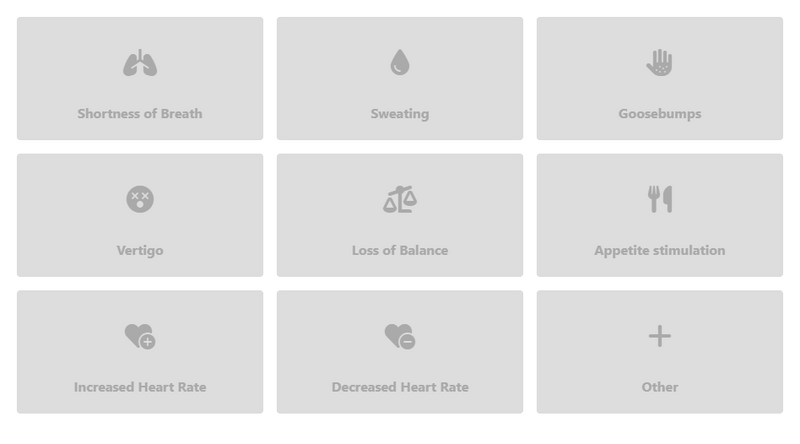 Shortness of Breath
Sweating
Goosebumps
Vertigo
Loss of Balance
Appetite stimulation
Increased Heart Rate
Decreased Heart Rate
Other